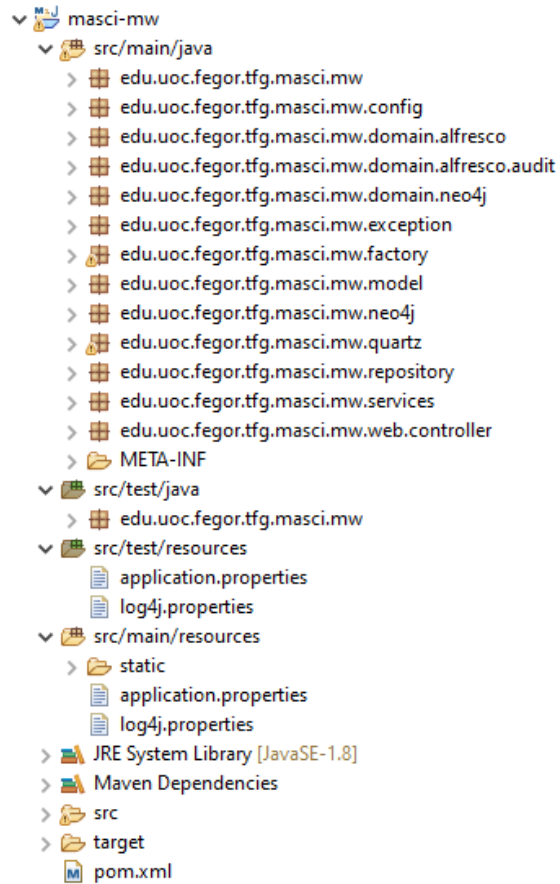 masci-mw
src/main/java
edu.uoc.fegor.tfg.masci.mw
edu.uoc.fegor.tfg.masci.mw.config
edu.uoc.fegor.tfg.masci.mw.domain.alfresco
edu.uoc.fegor.tfg.masci.mw.domain.alfresco.audit
edu.uoc.fegor.tfg.masci.mw.domain.neo4j
edu.uoc.fegor.tfg.masci.mw.exception
edu.uoc.fegor.tfg.masci.mw.factory
edu.uoc.fegor.tfg.masci.mw.model
edu.uoc.fegor.tfg.masci.mw.neo4j
edu.uoc.fegor.tfg.masci.mw.quartz
edu.uoc.fegor.tfg.masci.mw.repository
edu.uoc.fegor.tfg.masci.mw.services
edu.uoc.fegor.tfg.masci.mw.web.controller
META-INF
src/test/java
edu.uoc.fegor.tfg.masci.mw
src/test/resources
application.properties
log4j.properties
src/main/resources
static
application.properties
log4j.properties
JRE System Library [JavaSE-1.8]
Maven Dependencies
src
target
pom.xml